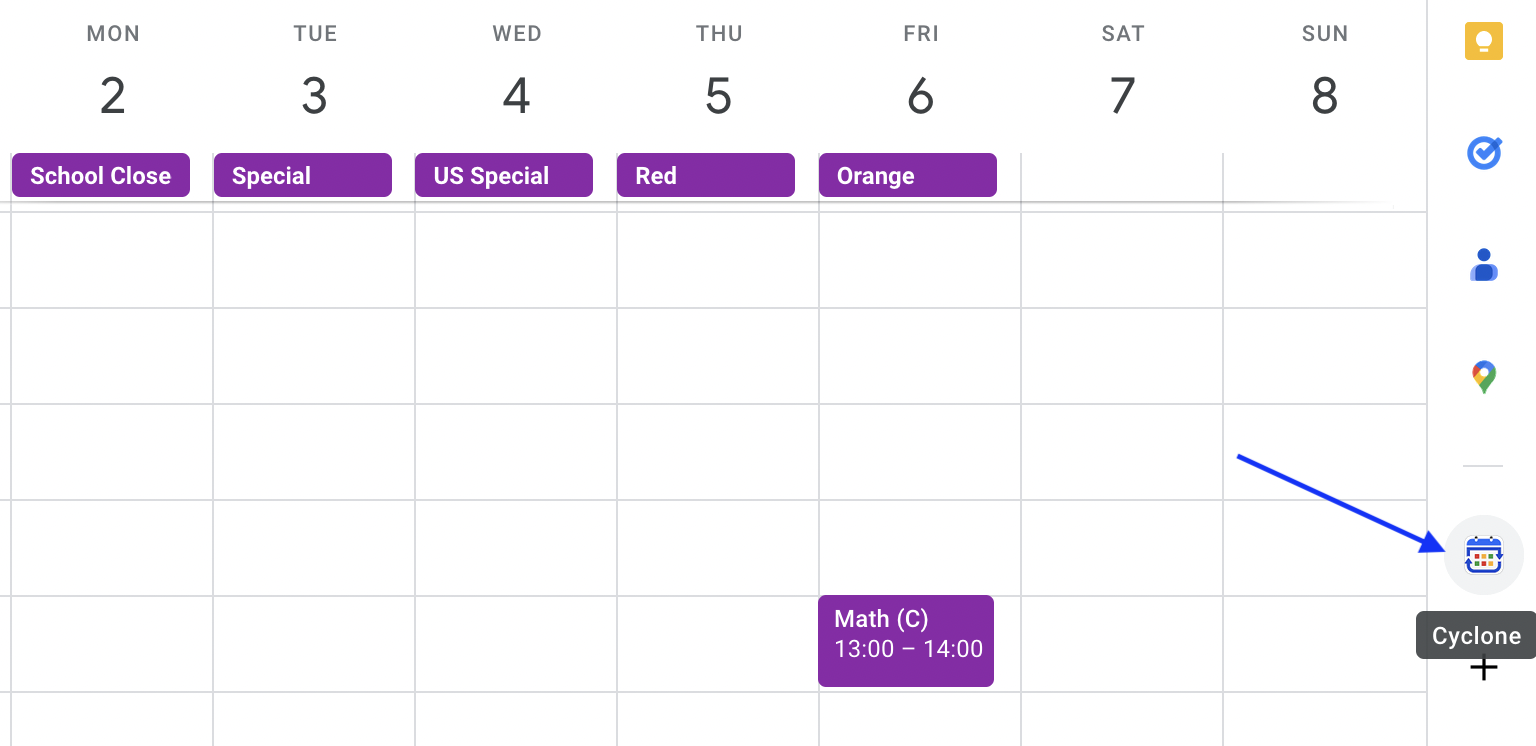 MON
TUE
WED
THU
FRI
SAT
SUN
2
3
4
5
6
7
8
School Close
Special
US Special
Red
Orange
Math (C)
13:00 – 14:00
Cyclone